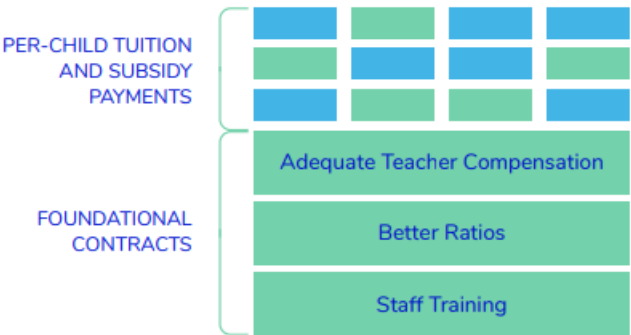 PER-CHILD TUITION
AND SUBSIDY
PAYMENTS
Adequate Teacher Compensation
FOUNDATIONAL
CONTRACTS
Better Ratios
Staff Training